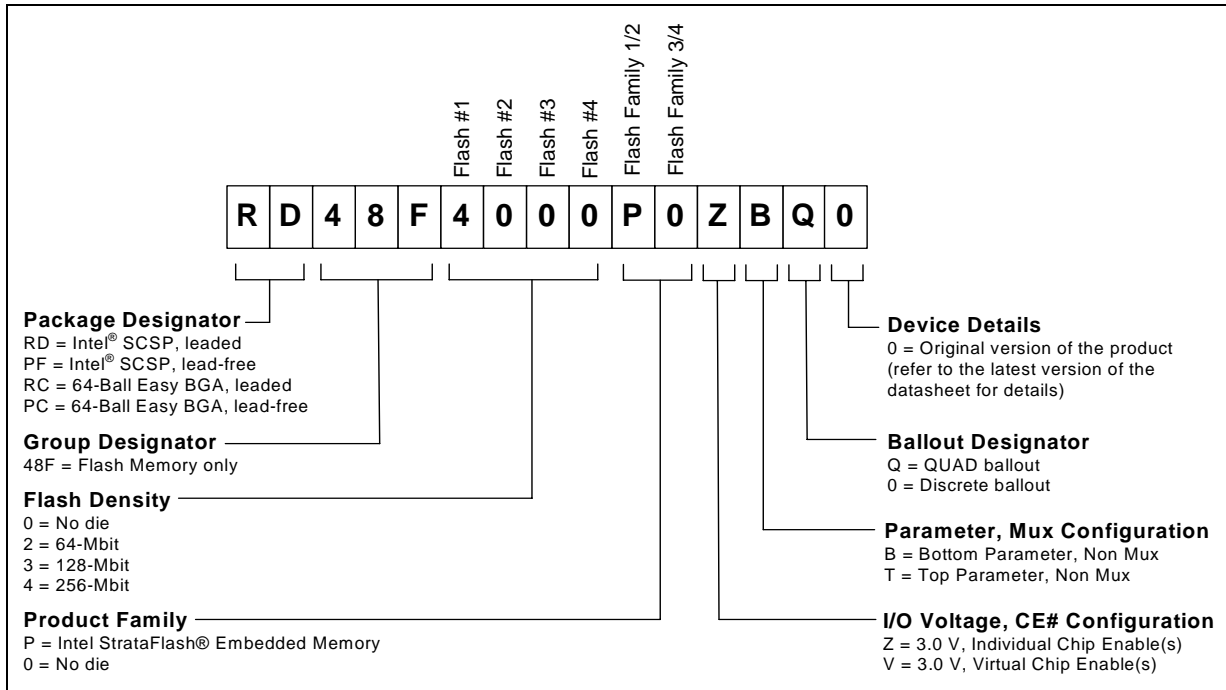 Flash #1
Flash #2
Flash #3
Flash #4
Flash Family 1/2
Flash Family 3/4
R D 4 8 F 4 0 0 0 P 0 Z B Q 0
Package Designator
RD = Intel® SCSP, leaded
PF = Intel® SCSP, lead-free
RC = 64-Ball Easy BGA, leaded
PC = 64-Ball Easy BGA, lead-free
Group Designator
48F = Flash Memory only
Flash Density
0 = No die
2 = 64-Mbit
3 = 128-Mbit
4 = 256-Mbit
Product Family
P = Intel StrataFlash® Embedded Memory
0 = No die
Device Details
0 = Original version of the product
(refer to the latest version of the
datasheet for details)
Ballout Designator
Q = QUAD ballout
0 = Discrete ballout
Parameter, Mux Configuration
B = Bottom Parameter, Non Mux
T = Top Parameter, Non Mux
I/O Voltage, CE# Configuration
Z = 3.0 V, Individual Chip Enable(s)
V = 3.0 V, Virtual Chip Enable(s)